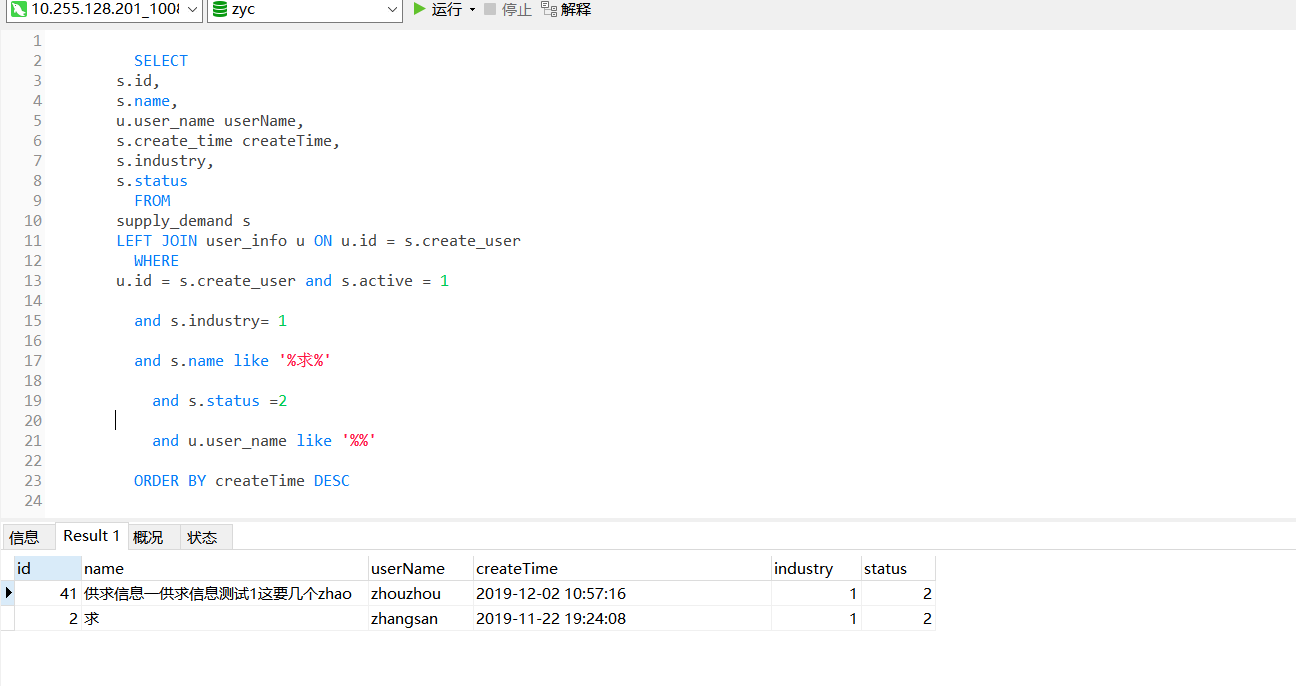 10.255.128.201_1008 zyc 运行 停止 解释
1
2 SELECT
3 s.id,
4 s.name,
5 u.user_name userName,
6 s.create_time createTime,
7 s.industry,
8 s.status
9 FROM
10 supply_demand s
11 LEFT JOIN user_info u ON u.id = s.create_user
12 WHERE
13 u.id = s.create_user and s.active = 1
14
15 and s.industry= 1
16
17 and s.name like '%求%'
18
19 and s.status =2
20
21 and u.user_name like '%%'
22
23 ORDER BY createTime DESC
24
信息 Result 1 概况 状态
id name userName createTime industry status
41 供求信息一供求信息测试1这要几个zhao zhouzhou 2019-12-02 10:57:16 1 2
2 求 zhangsan 2019-11-22 19:24:08 1 2